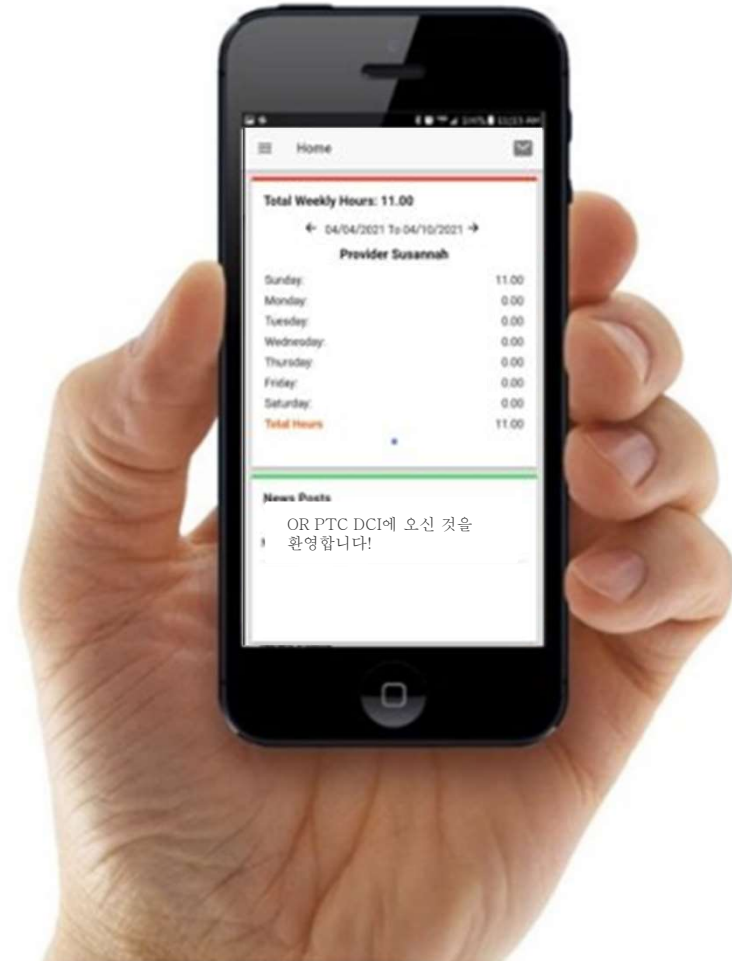 Home
Total Weekly Hours: 11.00
← 04/04/2021 To 04/10/2021 →
Provider Susannah
Sunday: 11.00
Monday: 0.00
Tuesday: 0.00
Wednesday: 0.00
Thursday: 0.00
Friday: 0.00
Saturday: 0.00
Total Hours 11.00
News Posts
OR PTC DCI에 오신 것을
환영합니다!